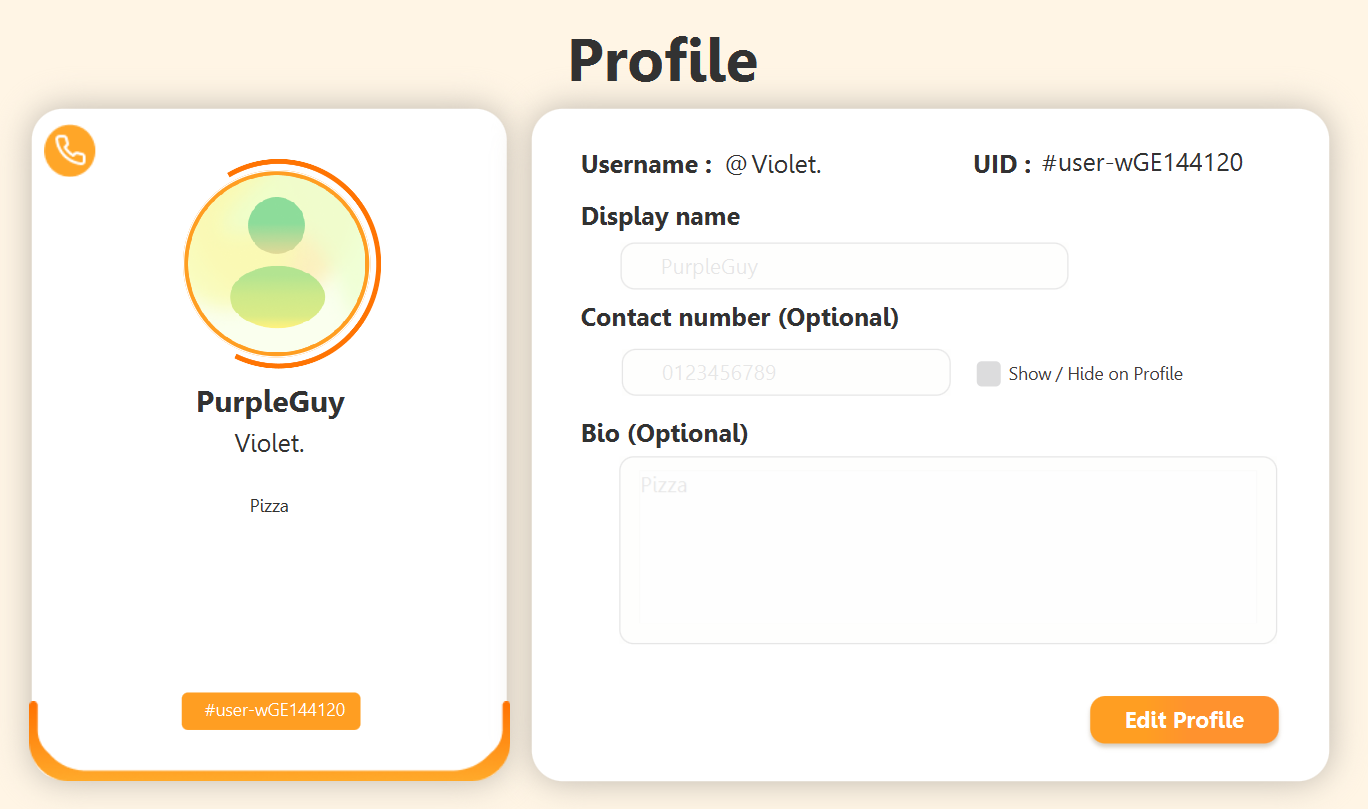 Profile
PurpleGuy
Violet.
Pizza
#user-wGE144120
Username : @ Violet.
UID : #user-wGE144120
Display name
PurpleGuy
Contact number (Optional)
0123456789
Show / Hide on Profile
Bio (Optional)
Pizza
Edit Profile